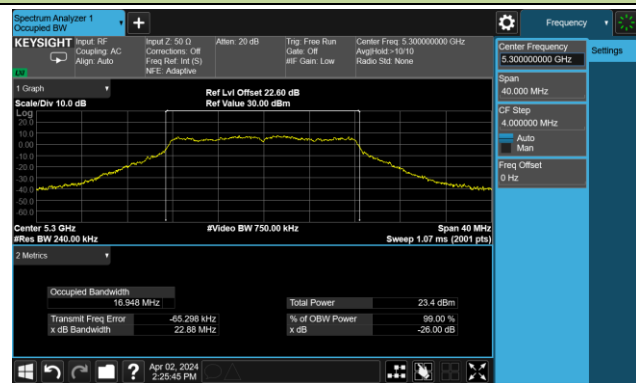 Spectrum Analyzer 1
Occupied BW
Frequency
KEYSIGHT
Input: RF
Coupling: AC
Align: Auto
Input Z: 50 Ω
Corrections: Off
Freq Ref: Int (S)
NFE: Adaptive
Atten: 20 dB
Trig: Free Run
Gate: Off
#IF Gain: Low
Center Freq: 5.300000000 GHz
Avg|Hold:>10/10
Radio Std: None
Center Frequency
5.300000000 GHz
Settings
Span
40.000 MHz
CF Step
4.000000 MHz
Auto
Man
Freq Offset
0 Hz
1 Graph
Scale/Div 10.0 dB
Ref Lvl Offset 22.60 dB
Ref Value 30.00 dBm
Log
20.0
10.0
0.00
-10.0
-20.0
-30.0
-40.0
-50.0
-60.0
Center 5.3 GHz
#Video BW 750.00 kHz
Span 40 MHz
#Res BW 240.00 kHz
Sweep 1.07 ms (2001 pts)
2 Metrics
Occupied Bandwidth
16.948 MHz
Total Power 23.4 dBm
Transmit Freq Error -65.298 kHz
% of OBW Power 99.00 %
x dB Bandwidth 22.88 MHz
x dB -26.00 dB
?
Apr 02, 2024
2:25:45 PM